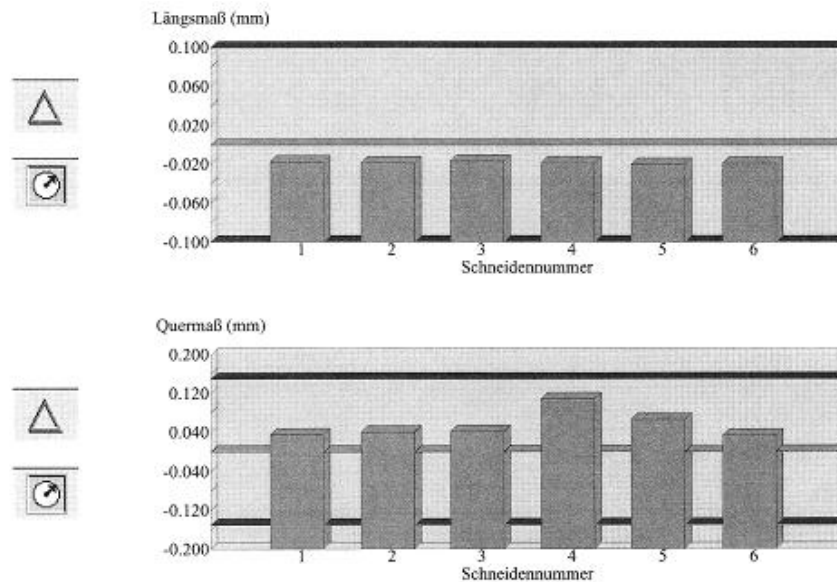 Längsmaß (mm)
0.100
0.060
0.020
-0.020
-0.060
-0.100
1 2 3 4 5 6
Schneidennummer
Quermaß (mm)
0.200
0.120
0.040
-0.040
-0.120
-0.200
1 2 3 4 5 6
Schneidennummer